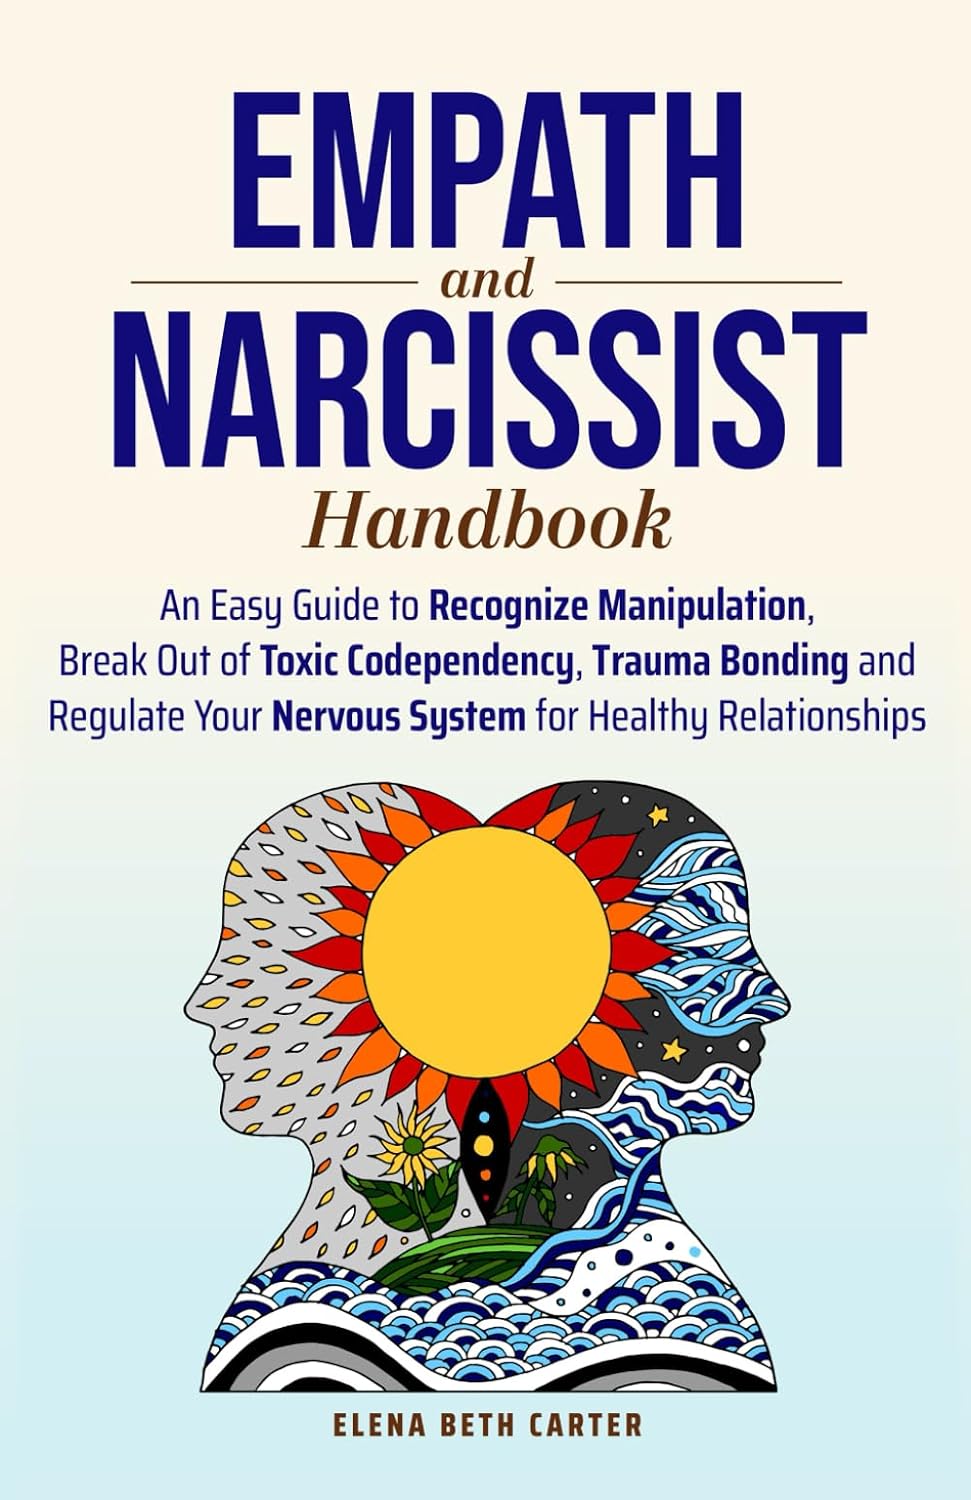 EMPATH
and
NARCISSIST
Handbook
An Easy Guide to Recognize Manipulation,
Break Out of Toxic Codependency, Trauma Bonding and
Regulate Your Nervous System for Healthy Relationships
ELENA BETH CARTER